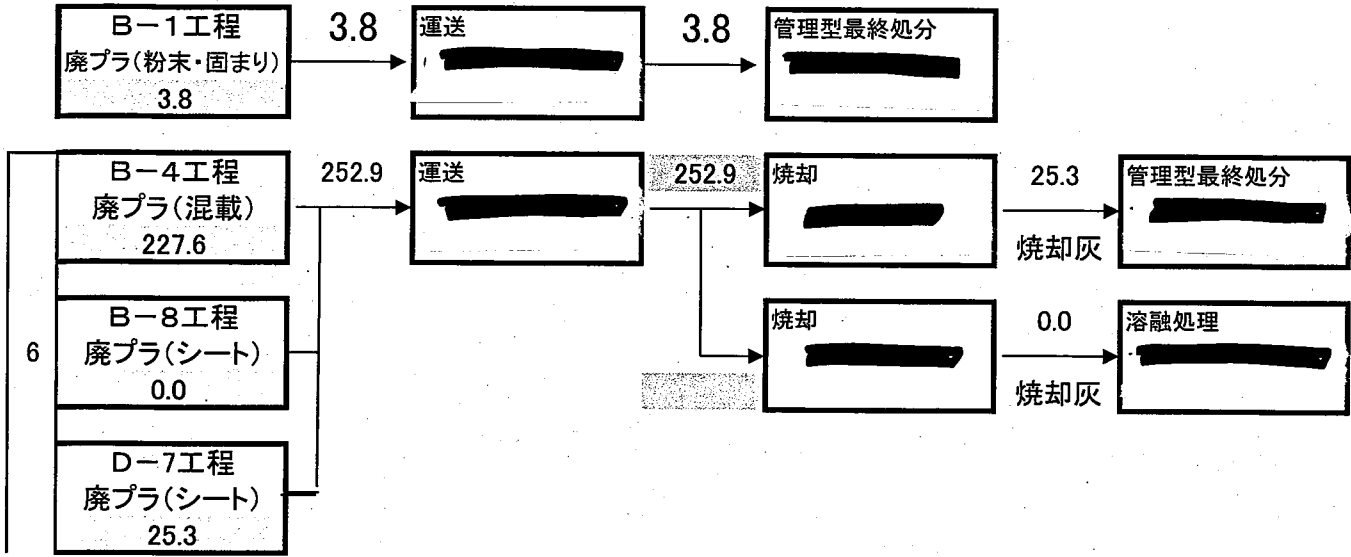 B－1工程
廃プラ(粉末・固まり)
3.8
3.8
運送
3.8
管理型最終処分
B－4工程
廃プラ(混載)
227.6
252.9
運送
252.9
焼却
25.3
焼却灰
管理型最終処分
B－8工程
廃プラ(シート)
0.0
6
焼却
0.0
焼却灰
溶融処理
D－7工程
廃プラ(シート)
25.3